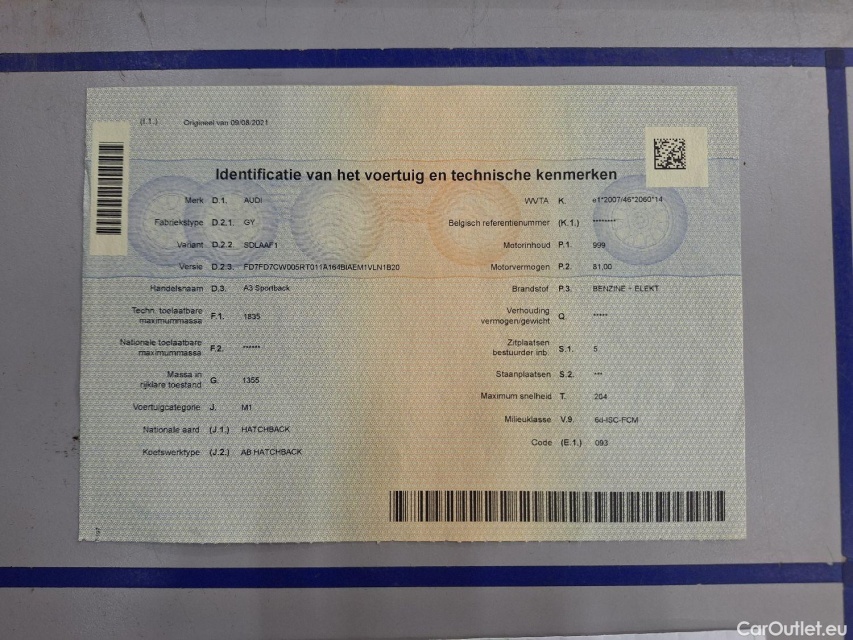 (I.1.) Origineel van 09/08/2021
Identificatie van het voertuig en technische kenmerken
Merk D.1. AUDI
Fabriekstype D.2.1. GY
Variant D.2.2. SDLAAF1
Versie D.2.3. FD7FD7CW005RT011A164BIAEM1VLN1B20
Handelsnaam D.3. A3 Sportback
Techn. toelaatbare
maximummassa F.1. 1835
Nationale toelaatbare
maximummassa F.2. ******
Massa in
rijklare toestand G. 1355
Voertuigcategorie J. M1
Nationale aard (J.1.) HATCHBACK
Koetswerktype (J.2.) AB HATCHBACK
WVTA K. e1*2007/46*2060*14
Belgisch referentienummer (K.1.) ********
Motorinhoud P.1. 999
Motorvermogen P.2. 81,00
Brandstof P.3. BENZINE - ELEKT
Verhouding
vermogen/gewicht Q. *****
Zitplaatsen
bestuurder inb. S.1. 5
Staanplaatsen S.2. ***
Maximum snelheid T. 204
Milieuklasse V.9. 6d-ISC-FCM
Code (E.1.) 093
CarOutlet.eu